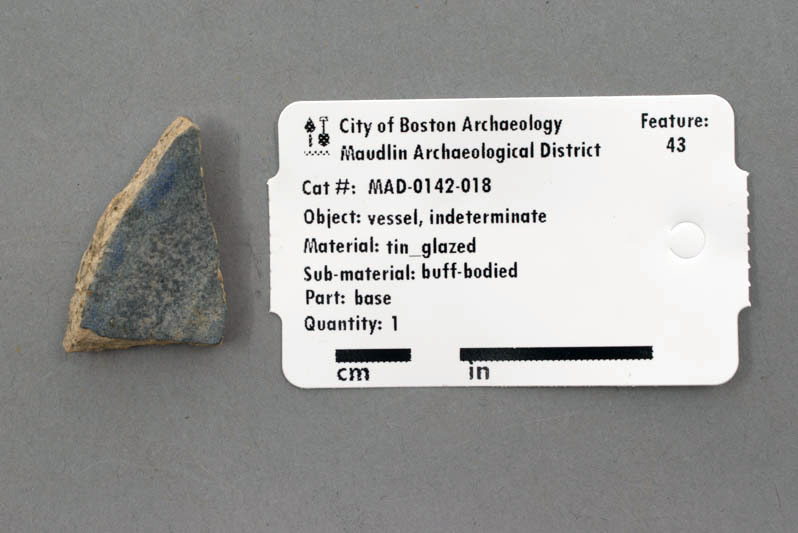 City of Boston Archaeology
Maudlin Archaeological District
Feature:
43
Cat #: MAD-0142-018
Object: vessel, indeterminate
Material: tin_glazed
Sub-material: buff-bodied
Part: base
Quantity: 1
cm in